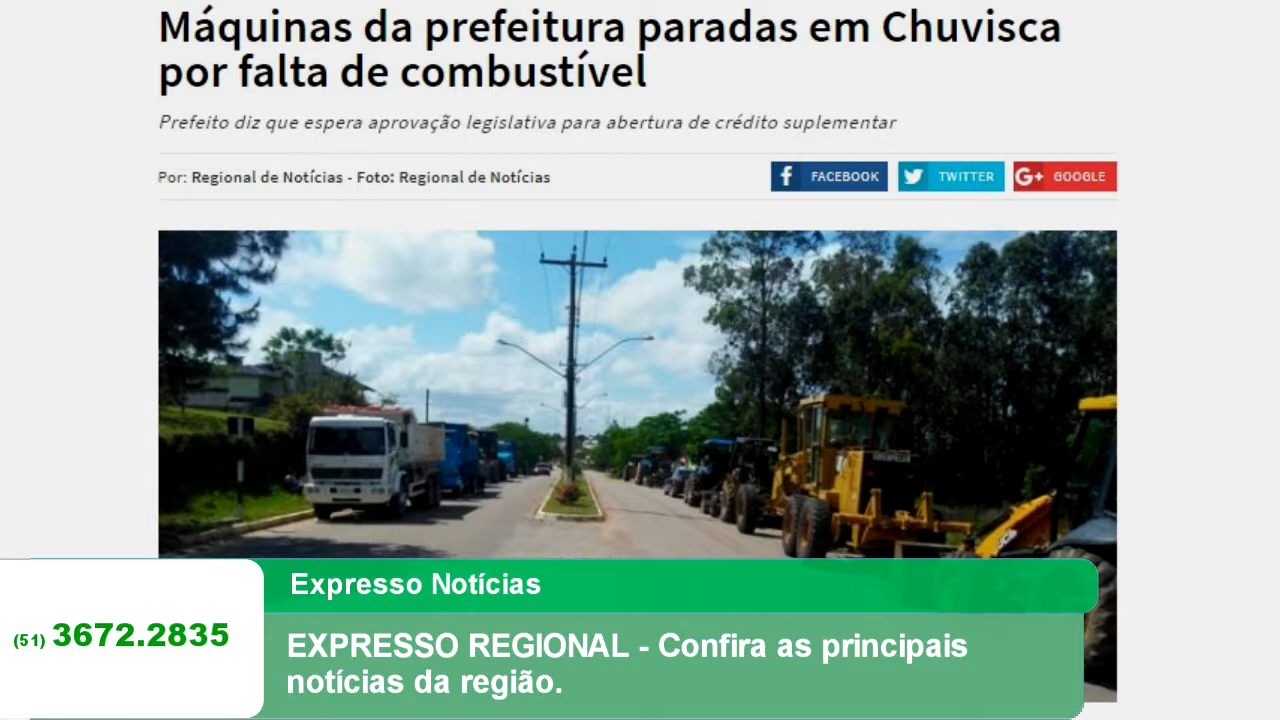 Máquinas da prefeitura paradas em Chuvisca
por falta de combustível
Prefeito diz que espera aprovação legislativa para abertura de crédito suplementar
Por: Regional de Notícias - Foto: Regional de Notícias
FACEBOOK
TWITTER
G+ GOOGLE
JCB
Expresso Notícias
(51) 3672.2835
EXPRESSO REGIONAL - Confira as principais
notícias da região.